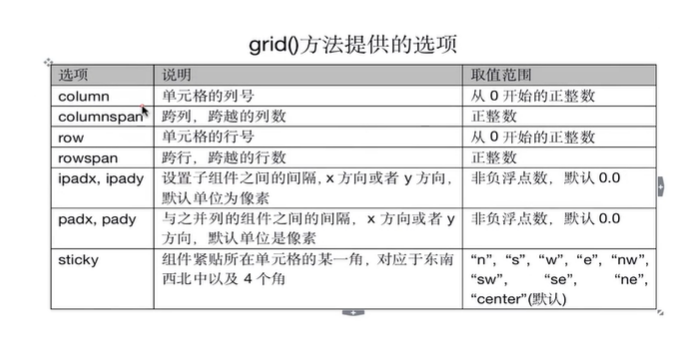 grid()方法提供的选项
选项 说明 取值范围
column 单元格的列号 从 0 开始的正整数
columnspan 跨列，跨越的列数 正整数
row 单元格的行号 从 0 开始的正整数
rowspan 跨行，跨越的行数 正整数
ipadx, ipady 设置子组件之间的间隔, x 方向或者 y 方向， 非负浮点数，默认 0.0
默认单位为像素
padx, pady 与之并列的组件之间的间隔，x 方向或者 y 非负浮点数，默认 0.0
方向，默认单位是像素
sticky 组件紧贴所在单元格的某一角，对应于东南 “n”, “s”, “w”, “e”, “nw”,
西北中以及 4 个角 “sw”, “se”, “ne”,
“center”(默认)